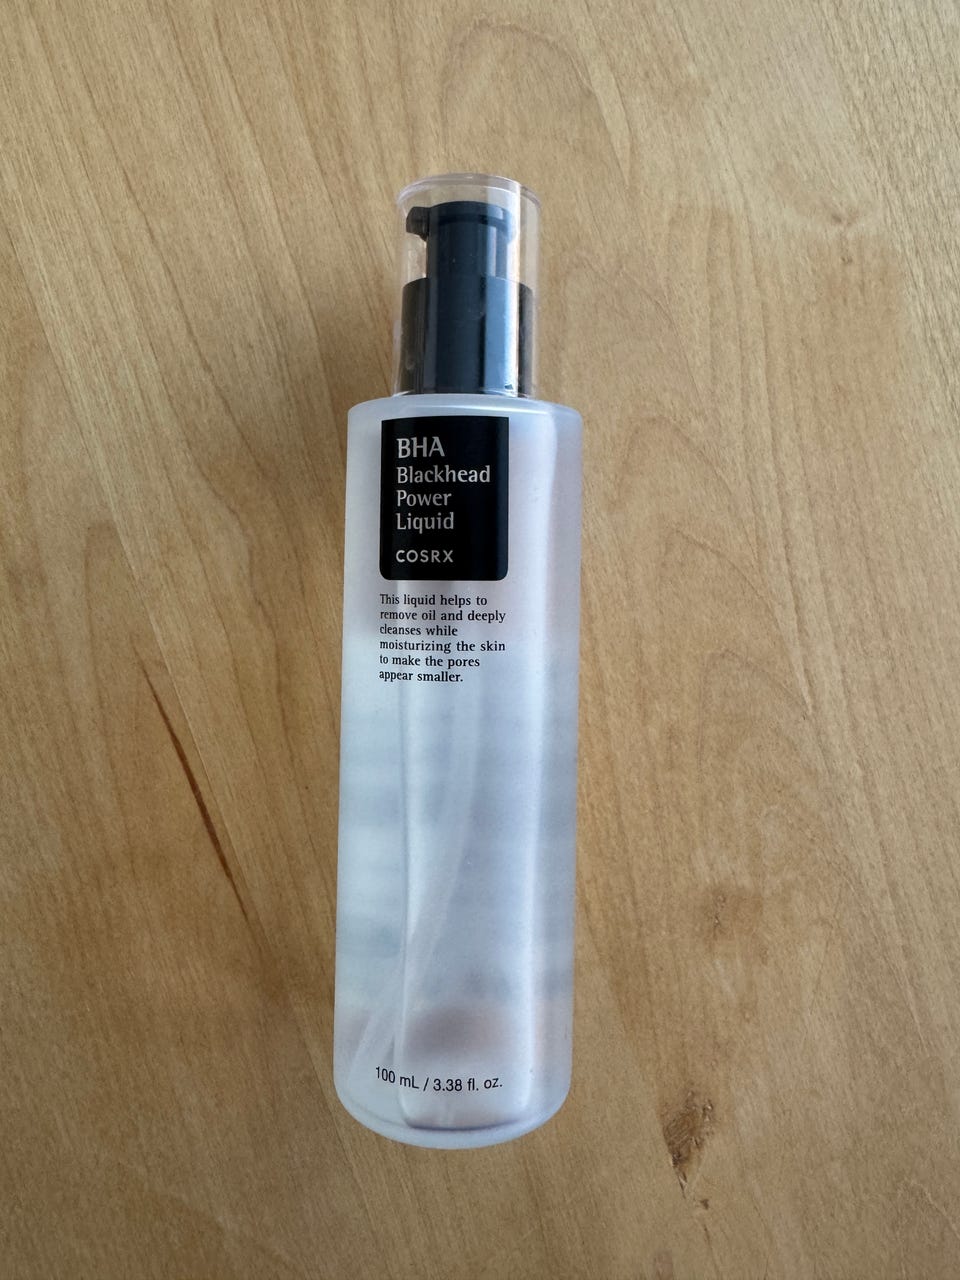 BHA
Blackhead
Power
Liquid
COSRX
This liquid helps to
remove oil and deeply
cleanses while
moisturizing the skin
to make the pores
appear smaller.
100 mL / 3.38 fl. oz.